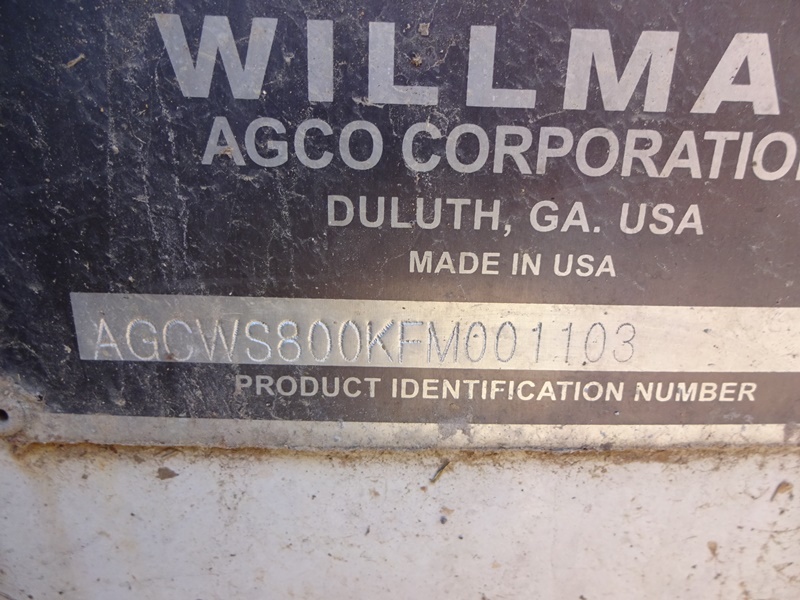 WILLMA
AGCO CORPORATIO
DULUTH, GA. USA
MADE IN USA
AGCWS800KFM001103
PRODUCT IDENTIFICATION NUMBER